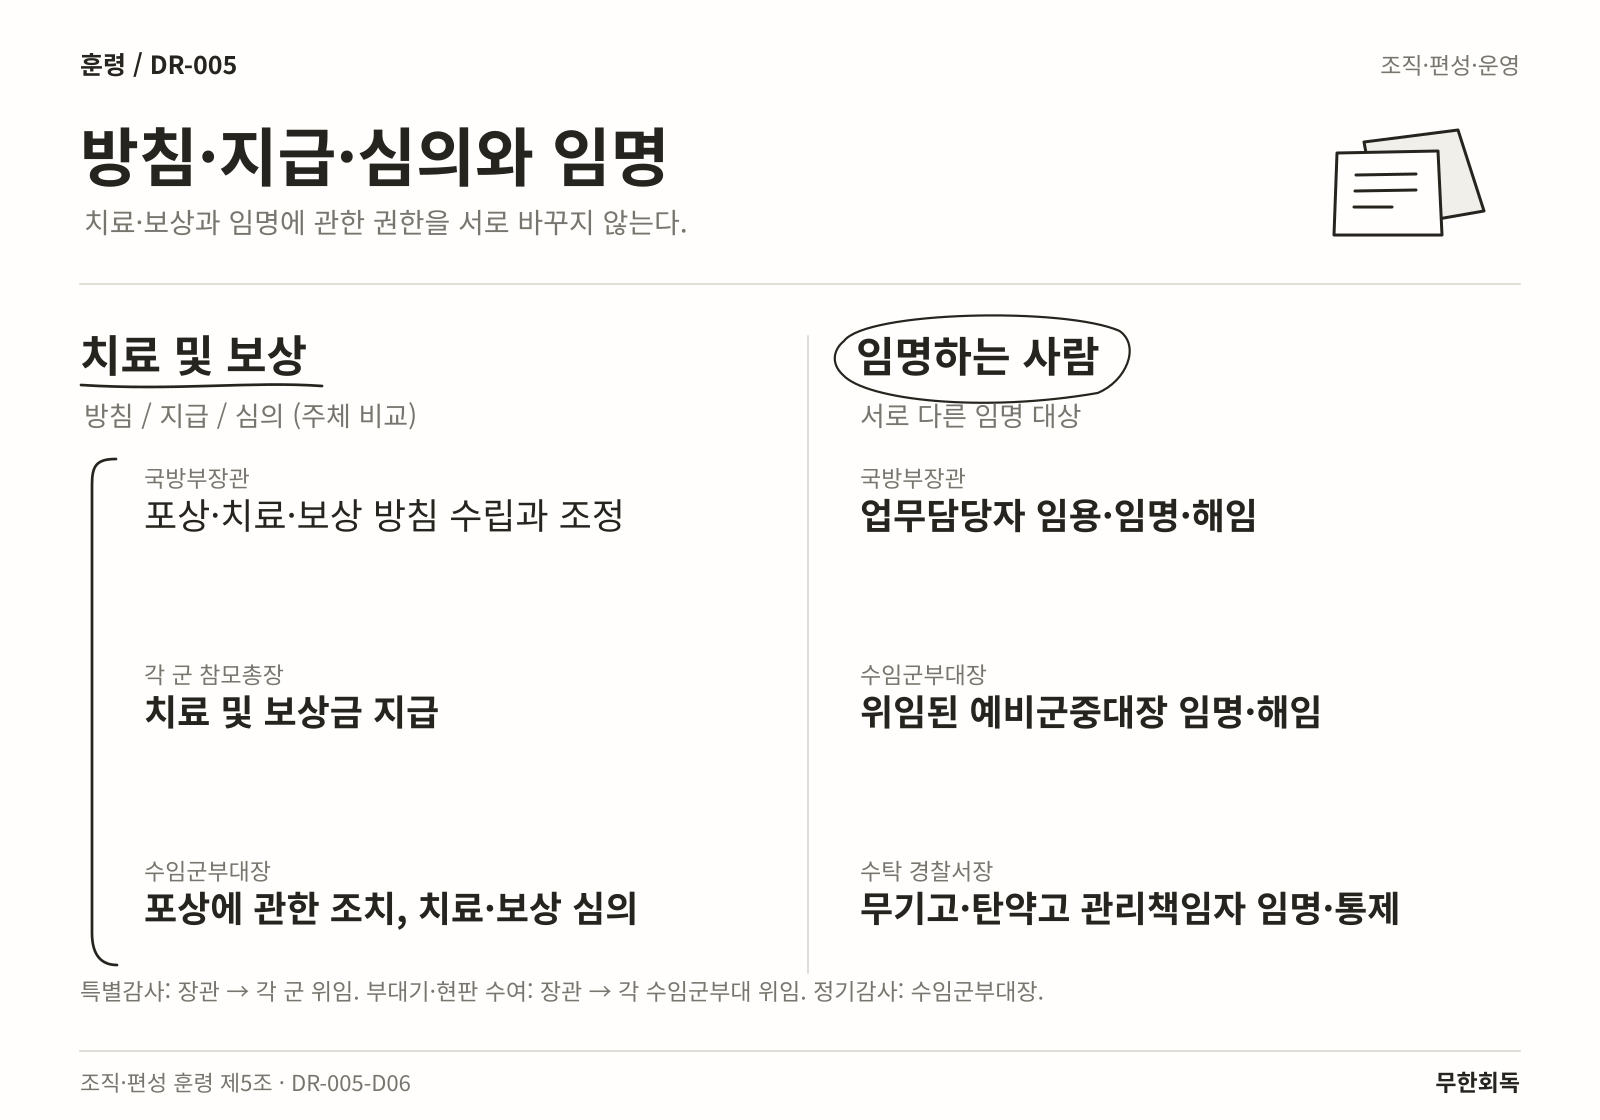 훈령 / DR-005
조직·편성·운영
방침·지급·심의와 임명
치료·보상과 임명에 관한 권한을 서로 바꾸지 않는다.
치료 및 보상
방침 / 지급 / 심의 (주체 비교)
국방부장관
포상·치료·보상 방침 수립과 조정
각 군 참모총장
치료 및 보상금 지급
수임군부대장
포상에 관한 조치, 치료·보상 심의
임명하는 사람
서로 다른 임명 대상
국방부장관
업무담당자 임용·임명·해임
수임군부대장
위임된 예비군중대장 임명·해임
수탁 경찰서장
무기고·탄약고 관리책임자 임명·통제
특별감사: 장관 → 각 군 위임. 부대기·현판 수여: 장관 → 각 수임군부대 위임. 정기감사: 수임군부대장.
조직·편성 훈령 제5조 · DR-005-D06
무한회독